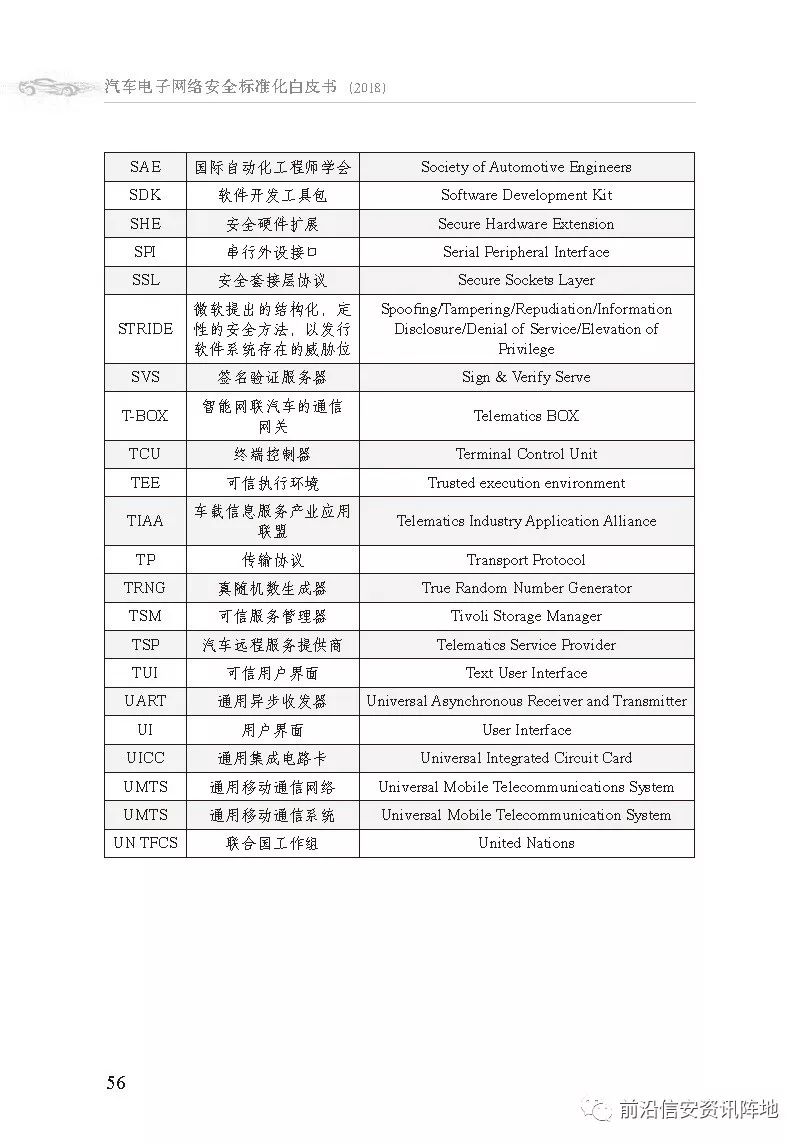 汽车电子网络安全标准化白皮书 (2018)
SAE 国际自动化工程师学会 Society of Automotive Engineers
SDK 软件开发工具包 Software Development Kit
SHE 安全硬件扩展 Secure Hardware Extension
SPI 串行外设接口 Serial Peripheral Interface
SSL 安全套接层协议 Secure Sockets Layer
STRIDE
微软提出的结构化，定
性的安全方法，以发行
软件系统存在的威胁位
Spoofing/Tampering/Repudiation/Information
Disclosure/Denial of Service/Elevation of
Privilege
SVS 签名验证服务器 Sign & Verify Serve
T-BOX
智能网联汽车的通信
网关
Telematics BOX
TCU 终端控制器 Terminal Control Unit
TEE 可信执行环境 Trusted execution environment
TIAA
车载信息服务产业应用
联盟
Telematics Industry Application Alliance
TP 传输协议 Transport Protocol
TRNG 真随机数生成器 True Random Number Generator
TSM 可信服务管理器 Tivoli Storage Manager
TSP 汽车远程服务提供商 Telematics Service Provider
TUI 可信用户界面 Text User Interface
UART 通用异步收发器 Universal Asynchronous Receiver and Transmitter
UI 用户界面 User Interface
UICC 通用集成电路卡 Universal Integrated Circuit Card
UMTS 通用移动通信网络 Universal Mobile Telecommunications System
UMTS 通用移动通信系统 Universal Mobile Telecommunication System
UN TFCS 联合国工作组 United Nations
56
前沿信安资讯阵地